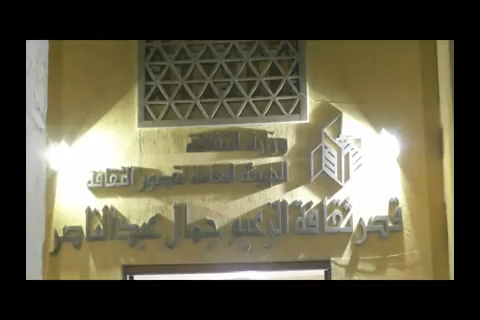 وزارة الثقافة
الهيئة العامة لقصور الثقافة
قصر ثقافة الزعيم جمال عبد الناصر